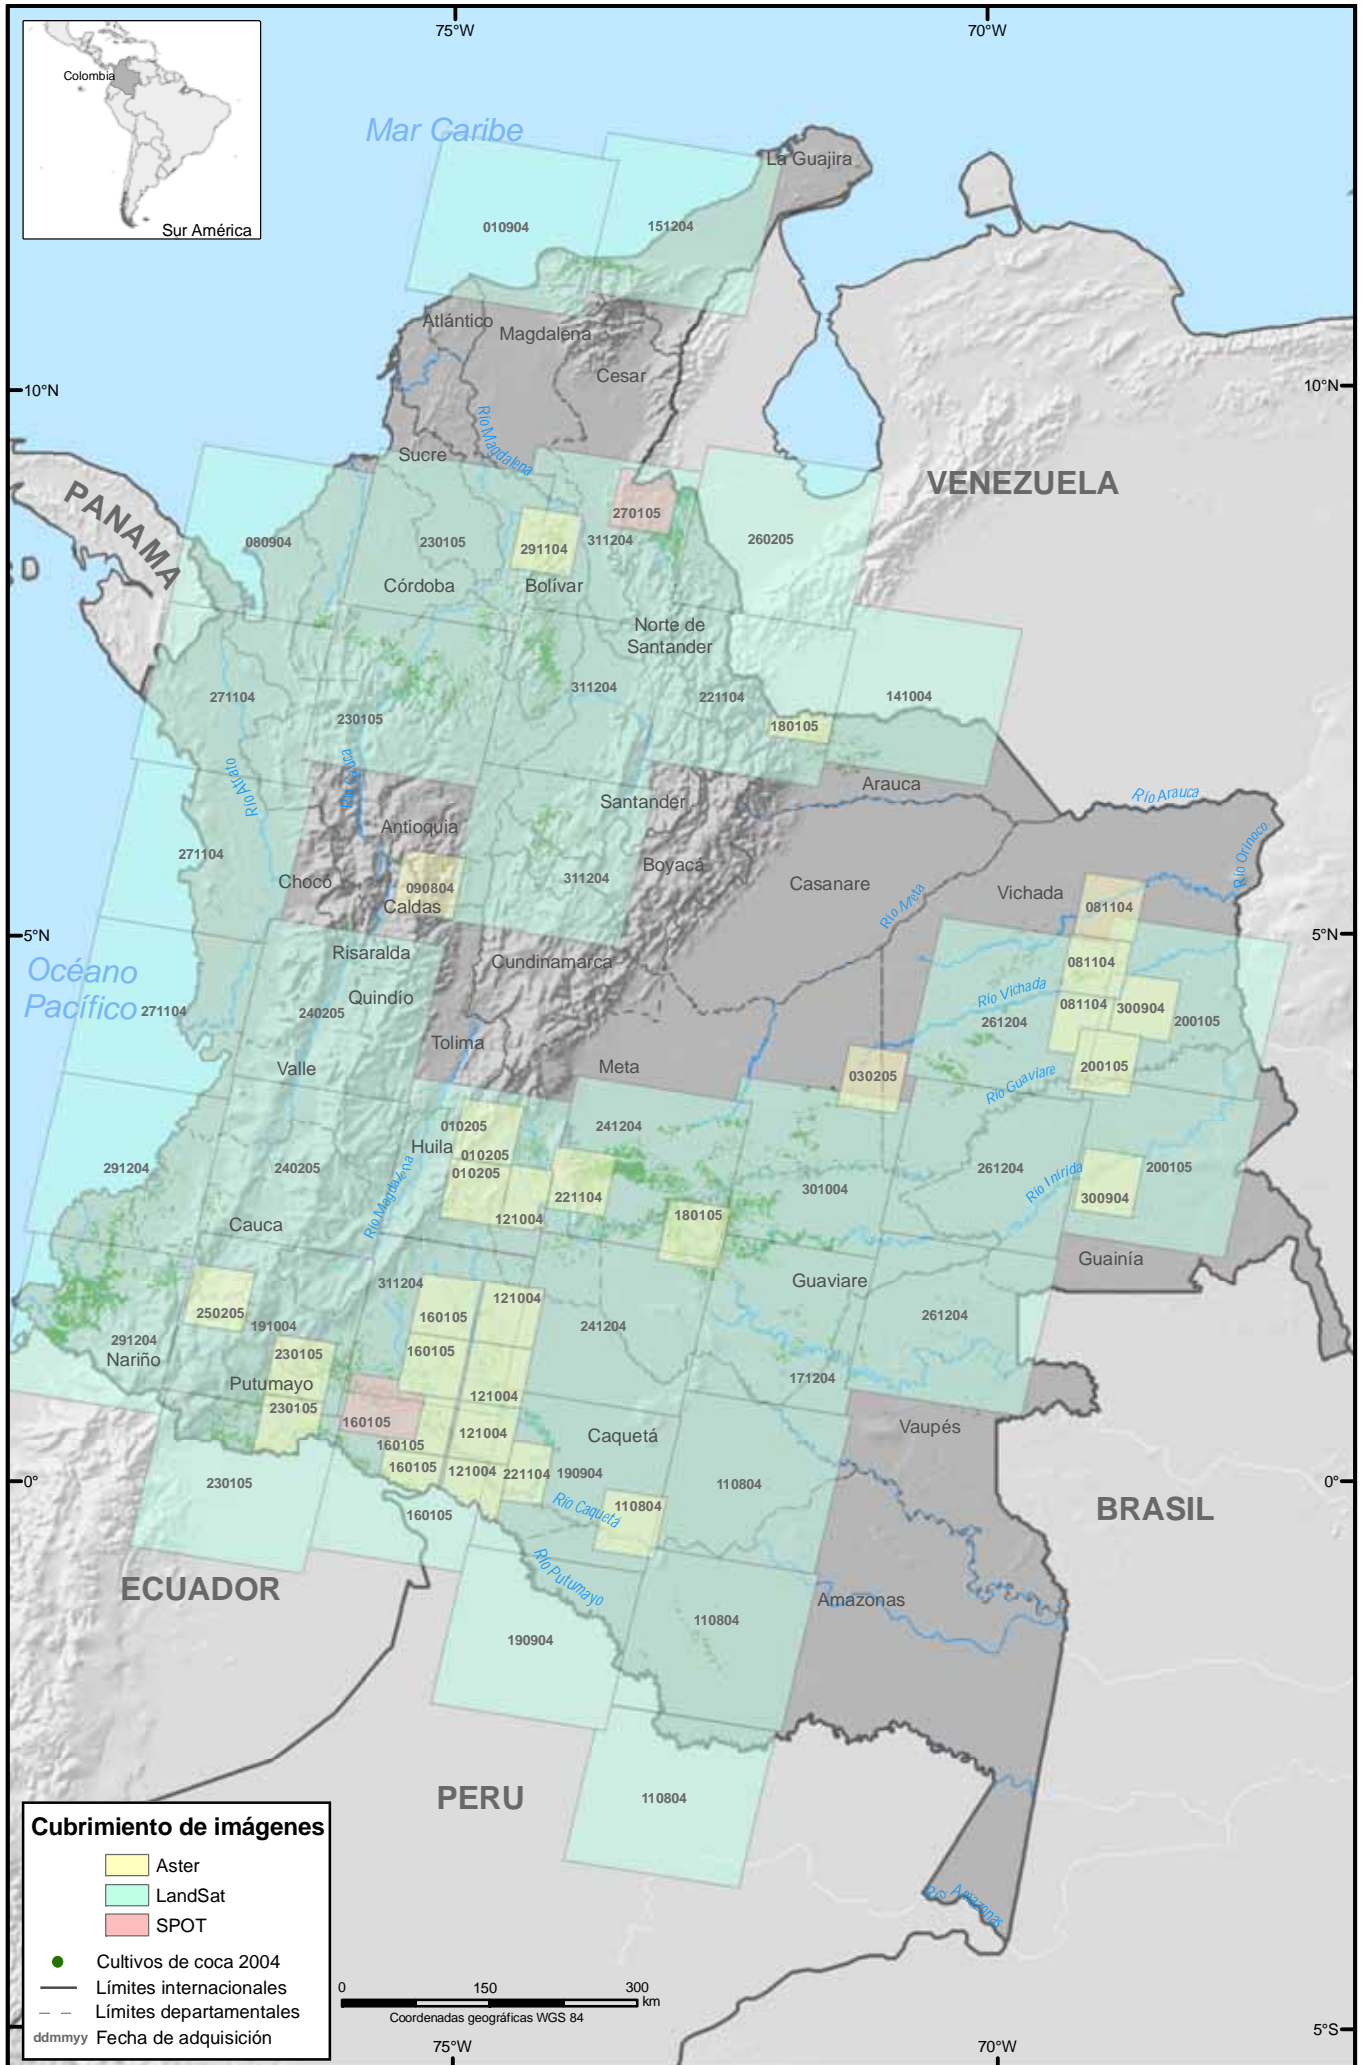 75°W
70°W
Colombia
Sur América
Mar Caribe
La Guajira
010904
151204
Atlántico
Magdalena
Cesar
10°N
10°N
Río Magdalena
Sucre
VENEZUELA
PANAMA
270105
080904
230105
291104
311204
260205
Córdoba
Bolívar
Norte de
Santander
271104
230105
311204
221104
141004
180105
Río Atrato
Río Cauca
Arauca
Río Arauca
Santander
Antioquia
Río Orinoco
271104
Chocó
090804
Caldas
311204
Boyacá
Casanare
Río Meta
Vichada
081104
5°N
5°N
Risaralda
Cundinamarca
081104
Océano
Pacífico
271104
Quindío
240205
Río Vichada
081104
300904
261204
200105
Tolima
Valle
Meta
030205
200105
Río Guaviare
010205
241204
Huila
010205
291204
240205
010205
221104
301004
261204
Río Inírida
200105
300904
Río Magdalena
Cauca
121004
180105
Guainía
311204
Guaviare
250205
191004
160105
121004
241204
261204
291204
Nariño
230105
160105
Putumayo
171204
121004
230105
160105
Caquetá
Vaupés
160105
121004
0°
230105
160105
121004
221104
190904
110804
0°
Río Caquetá
110804
160105
BRASIL
Río Putumayo
ECUADOR
Amazonas
190904
110804
PERU
110804
Cubrimiento de imágenes
Aster
LandSat
SPOT
Cultivos de coca 2004
Límites internacionales
Límites departamentales
ddmmyy Fecha de adquisición
0 150 300
km
Coordenadas geográficas WGS 84
Río Amazonas
5°S
75°W
70°W